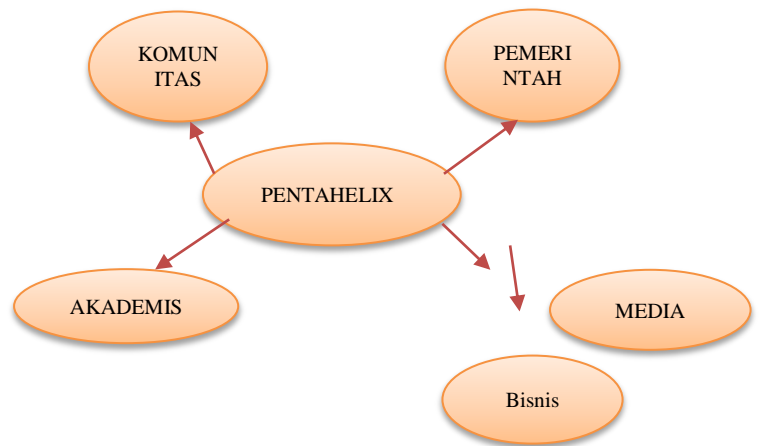 KOMUN
ITAS
PEMERI
NTAH
PENTAHELIX
AKADEMIS
MEDIA
Bisnis